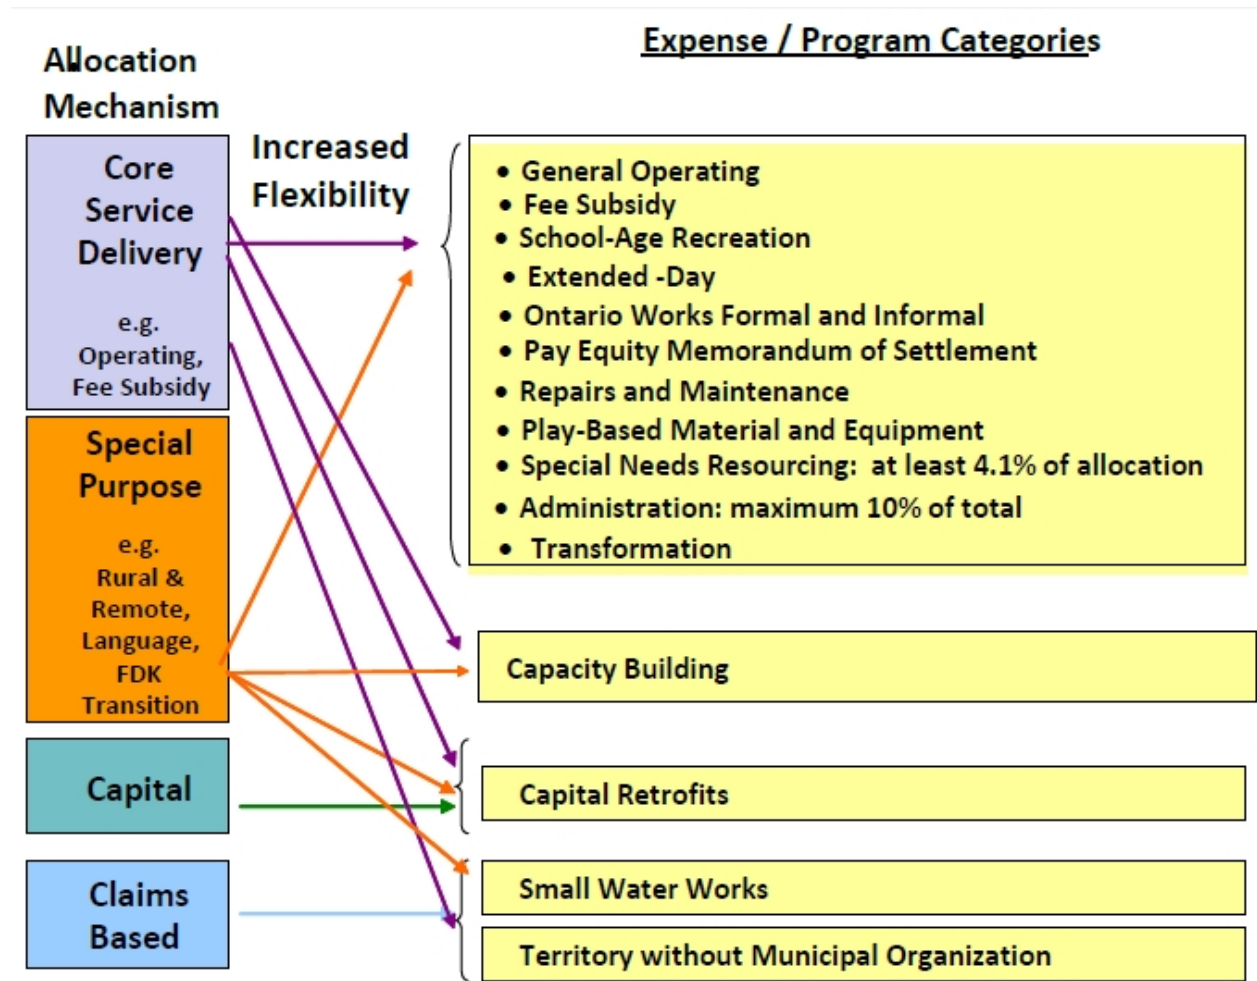 Expense / Program Categories
Allocation
Mechanism
Core
Service
Delivery
e.g.
Operating,
Fee Subsidy
Special
Purpose
e.g.
Rural &
Remote,
Language,
FDK
Transition
Capital
Claims
Based
Increased
Flexibility
• General Operating
• Fee Subsidy
• School-Age Recreation
• Extended -Day
• Ontario Works Formal and Informal
• Pay Equity Memorandum of Settlement
• Repairs and Maintenance
• Play-Based Material and Equipment
• Special Needs Resourcing: at least 4.1% of allocation
• Administration: maximum 10% of total
• Transformation
Capacity Building
Capital Retrofits
Small Water Works
Territory without Municipal Organization